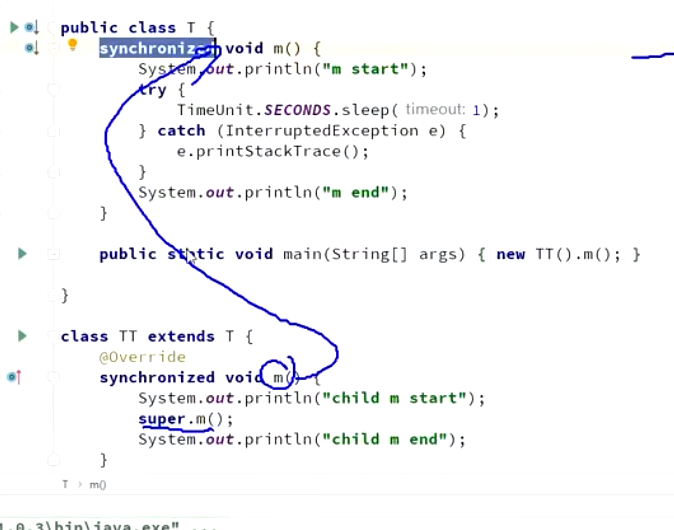 public class T {
synchronized void m() {
System.out.println("m start");
try {
TimeUnit.SECONDS.sleep( timeout: 1);
} catch (InterruptedException e) {
e.printStackTrace();
}
System.out.println("m end");
}
public static void main(String[] args) { new TT().m(); }
}
class TT extends T {
@Override
synchronized void m() {
System.out.println("child m start");
super.m();
System.out.println("child m end");
}
T › m()
1.0.3\bin\java.exe" ...